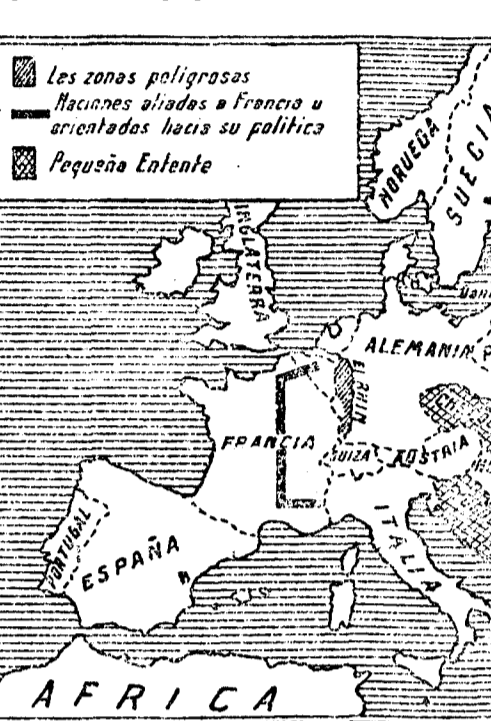 Las zonas peligrosas
Naciones aliadas a Francia u
orientadas hacia su politica
Pequeña Entente
NORUEGA
SUECIA
INGLATERRA
ALEMANIA
EL RHIN
Ch
FRANCIA
SUIZA
AUSTRIA
ITALIA
PORTUGAL
ESPAÑA
AFRICA